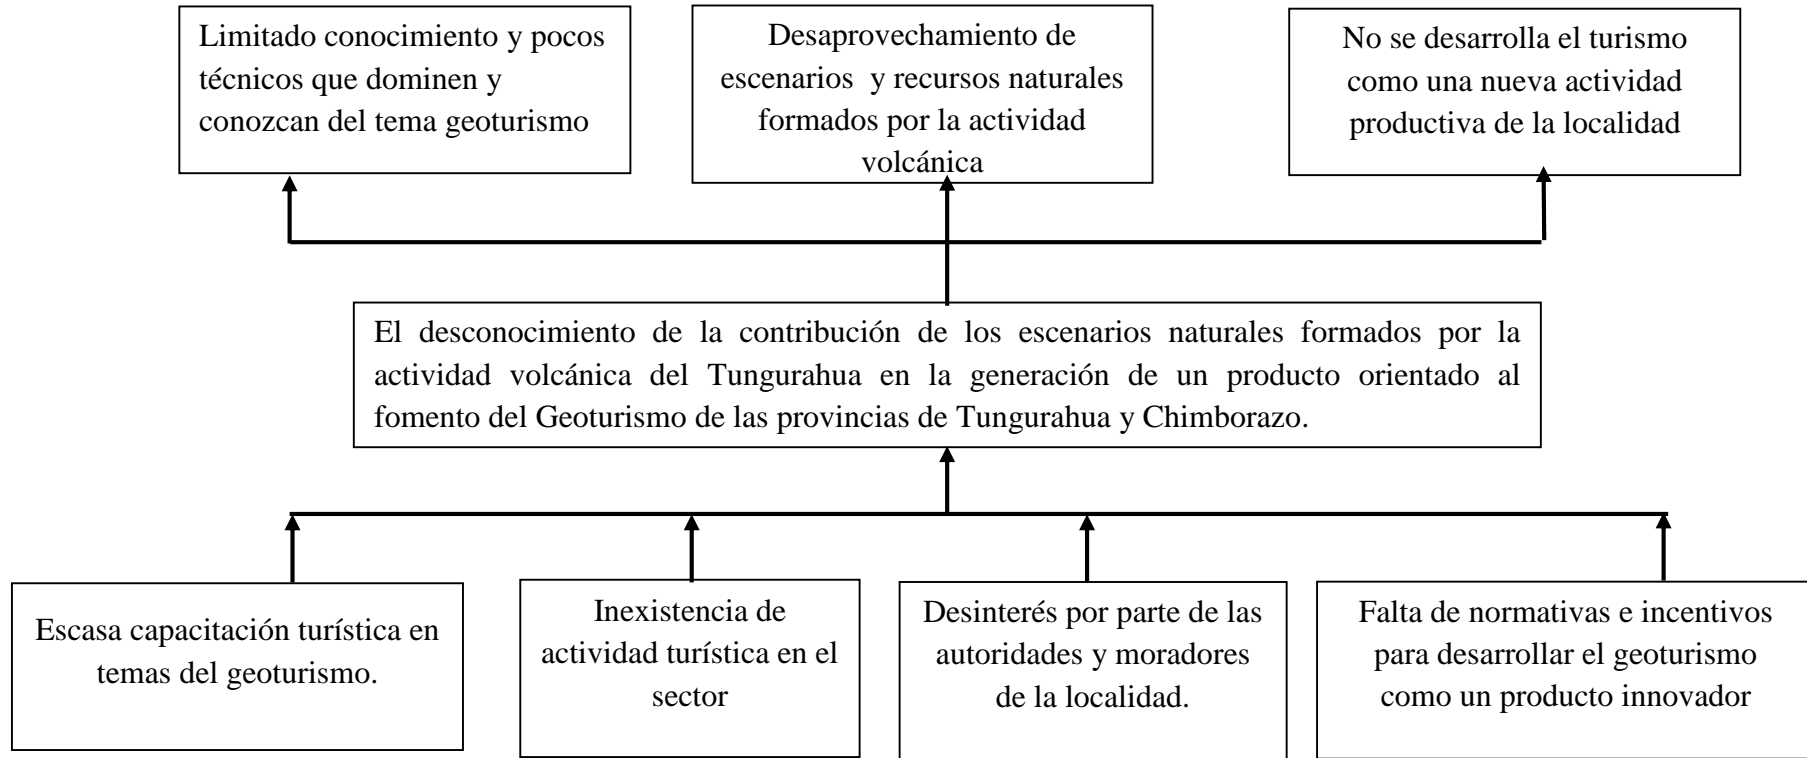 Limitado conocimiento y pocos
técnicos que dominen y
conozcan del tema geoturismo
Desaprovechamiento de
escenarios y recursos naturales
formados por la actividad
volcánica
No se desarrolla el turismo
como una nueva actividad
productiva de la localidad
El desconocimiento de la contribución de los escenarios naturales formados por la
actividad volcánica del Tungurahua en la generación de un producto orientado al
fomento del Geoturismo de las provincias de Tungurahua y Chimborazo.
Escasa capacitación turística en
temas del geoturismo.
Inexistencia de
actividad turística en el
sector
Desinterés por parte de las
autoridades y moradores
de la localidad.
Falta de normativas e incentivos
para desarrollar el geoturismo
como un producto innovador